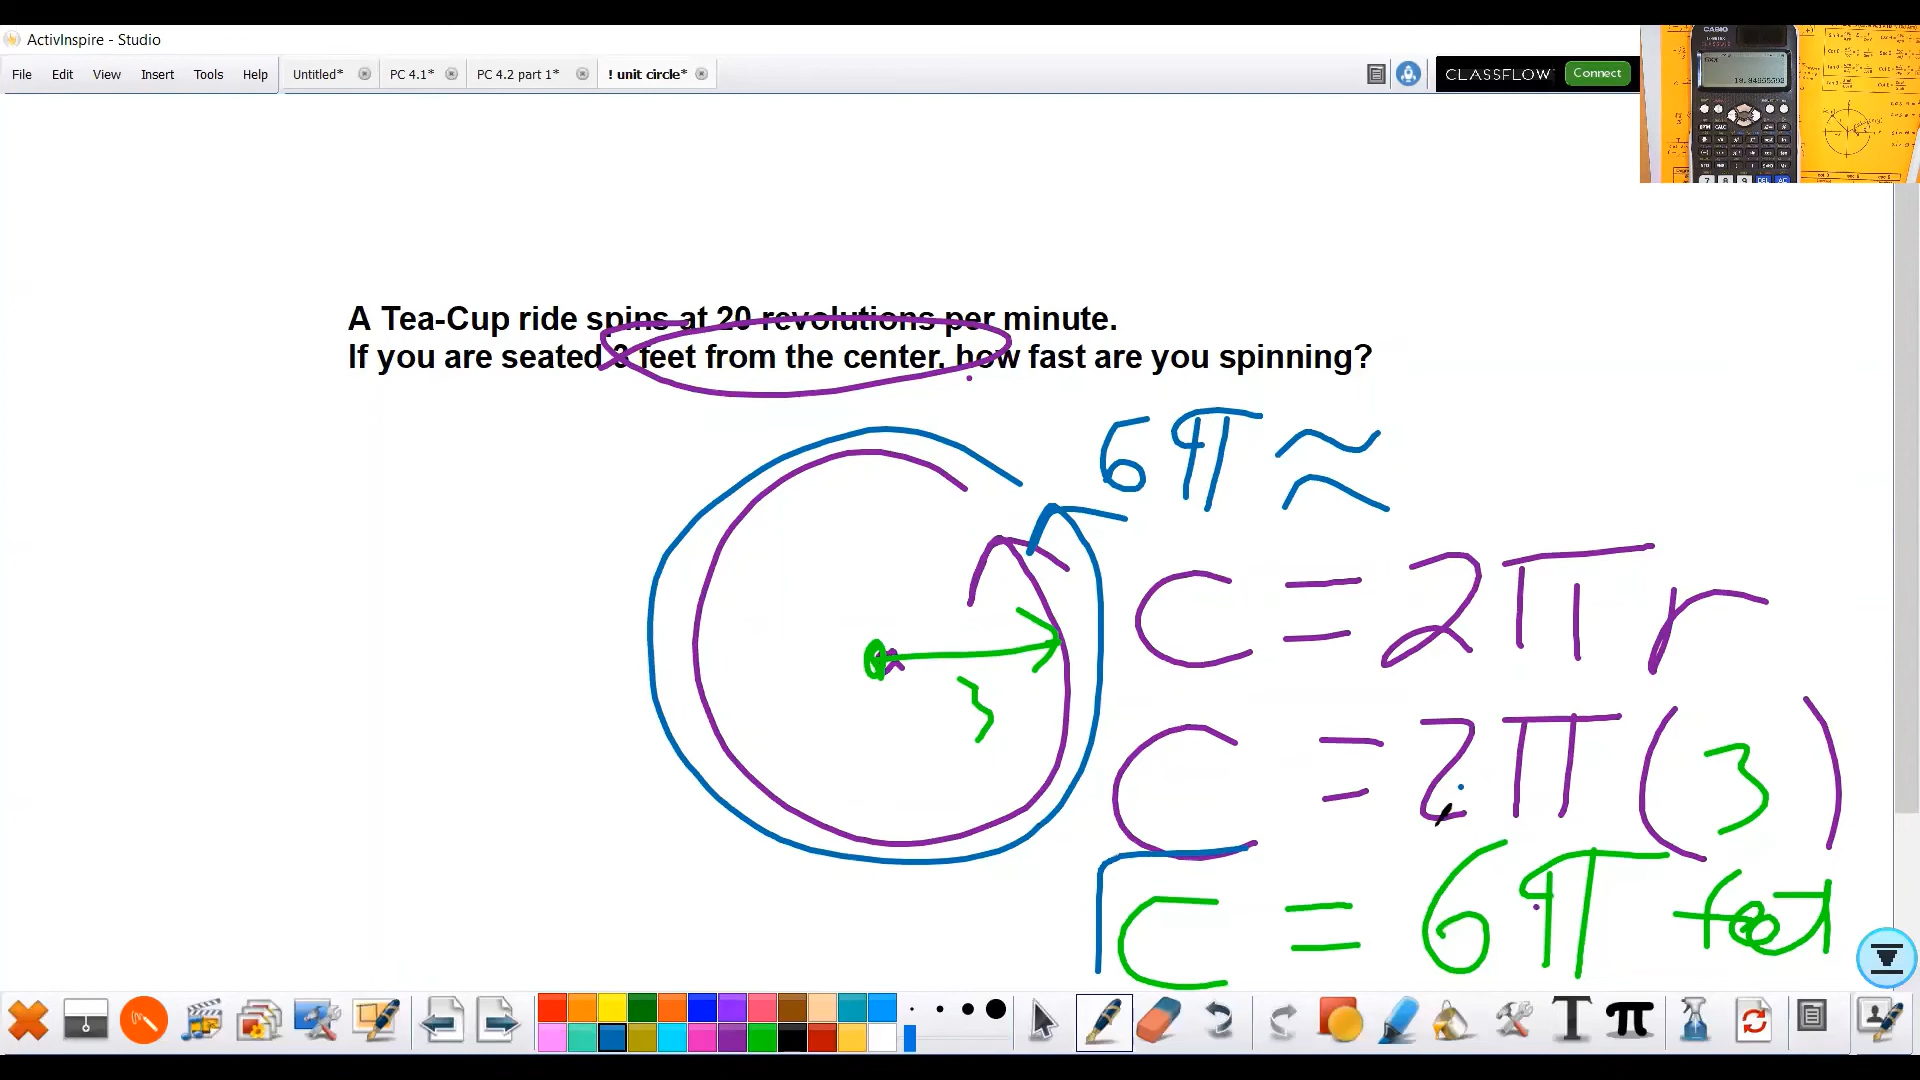 ActivInspire - Studio
File Edit View Insert Tools Help Untitled* PC 4.1* PC 4.2 part 1* ! unit circle* CLASSFLOW Connect
CASIO
A Tea-Cup ride spins at 20 revolutions per minute.
If you are seated 3 feet from the center, how fast are you spinning?
6π ≈
C = 2πr
3
C = 2π(3)
C = 6π feet
T π